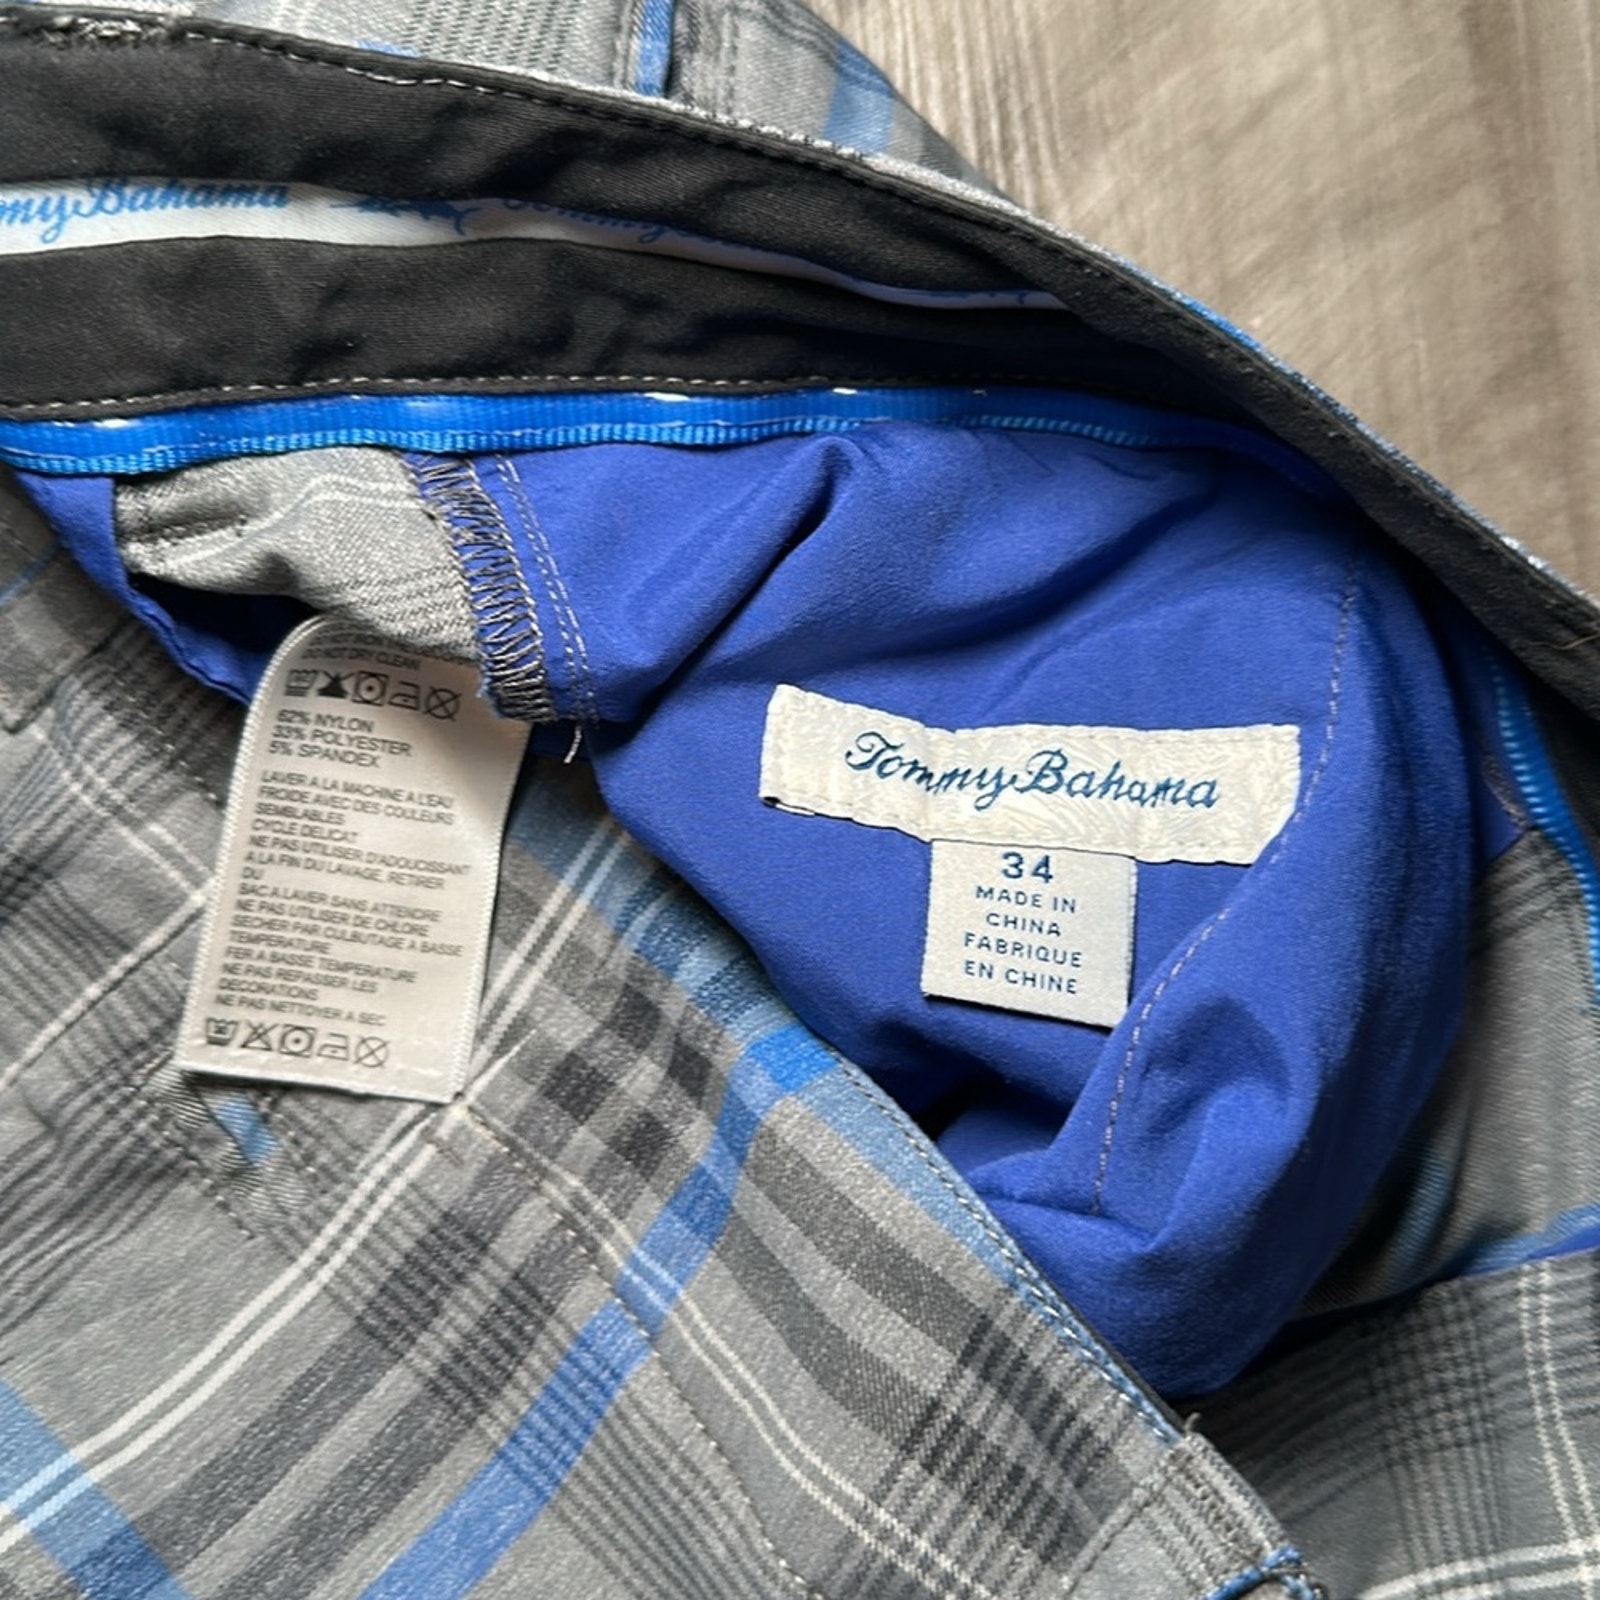 Bahama
DO NOT DRY CLEAN
62% NYLON
33% POLYESTER
5% SPANDEX
LAVER A LA MACHINE A L'EAU
FROIDE AVEC DES COULEURS
SEMBLABLES
CYCLE DELICAT
NE PAS UTILISER D'ADOUCISSANT
A LA FIN DU LAVAGE, RETIRER
DU
BAC A LAVER SANS ATTENDRE
NE PAS UTILISER DE CHLORE
SECHER PAR CULBUTAGE A BASSE
TEMPERATURE
FER A BASSE TEMPERATURE
NE PAS REPASSER LES
DECORATIONS
NE PAS NETTOYER A SEC
Tommy Bahama
34
MADE IN
CHINA
FABRIQUE
EN CHINE